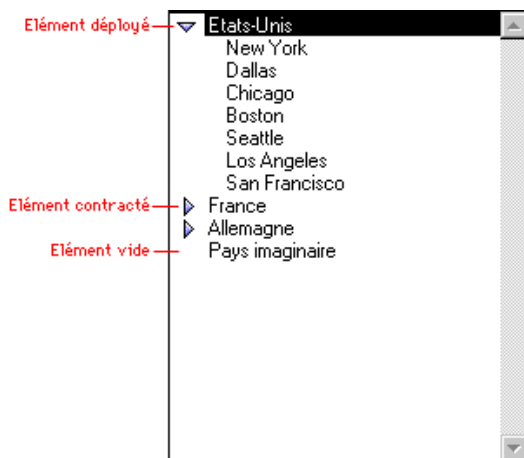 Elément déployé
Etats-Unis
New York
Dallas
Chicago
Boston
Seattle
Los Angeles
San Francisco
Elément contracté
France
Allemagne
Elément vide
Pays imaginaire